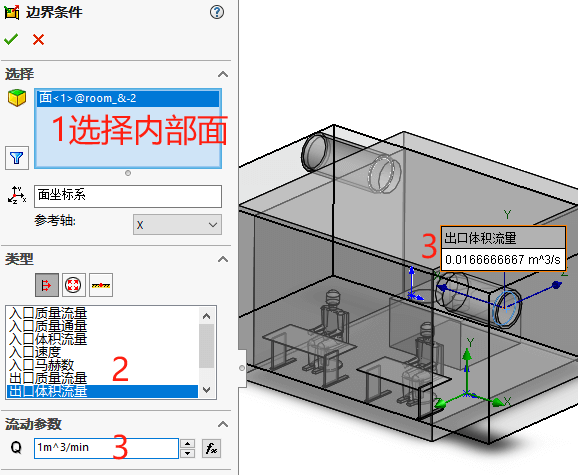 边界条件
选择
面<1>@room_&-2
1选择内部面
面坐标系
参考轴:
X
类型
入口质量流量
入口质量通量
入口体积流量
入口速度
入口马赫数
出口质量流量
出口体积流量
2
流动参数
Q
1m^3/min
3
fx
3
出口体积流量
0.0166666667 m^3/s
Y
Z
Y
X
Z